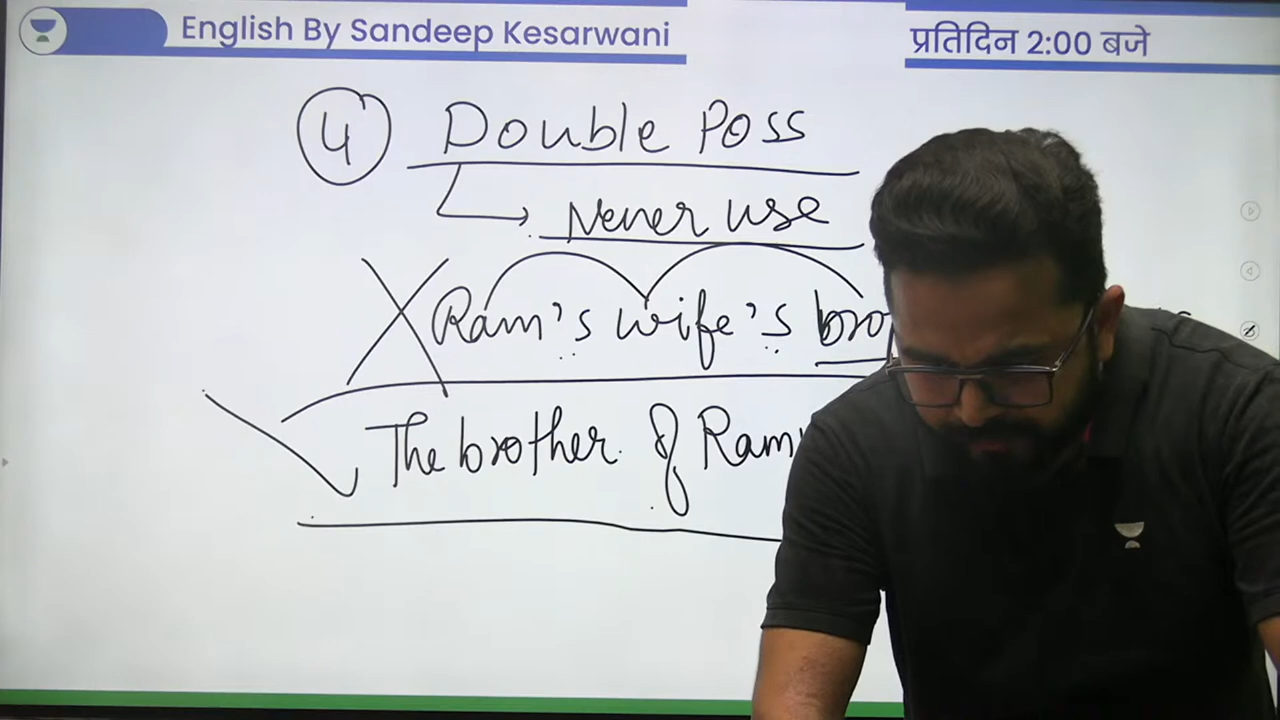 English By Sandeep Kesarwani
प्रतिदिन 2:00 बजे
4 Double Poss
Never use
Ram's wife's bro
The brother of Ram